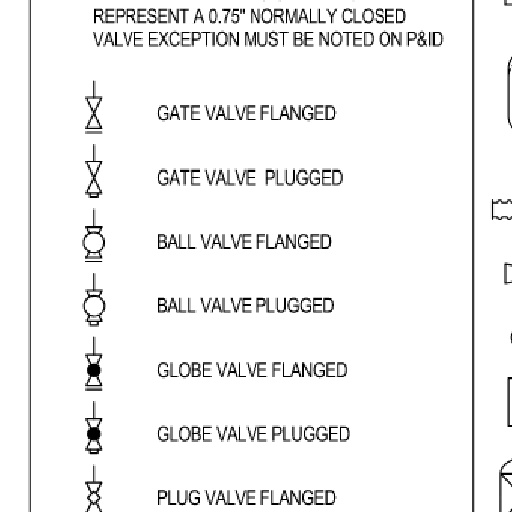 REPRESENT A 0.75" NORMALLY CLOSED
VALVE EXCEPTION MUST BE NOTED ON P&ID
GATE VALVE FLANGED
GATE VALVE PLUGGED
BALL VALVE FLANGED
BALL VALVE PLUGGED
GLOBE VALVE FLANGED
GLOBE VALVE PLUGGED
PLUG VALVE FLANGED